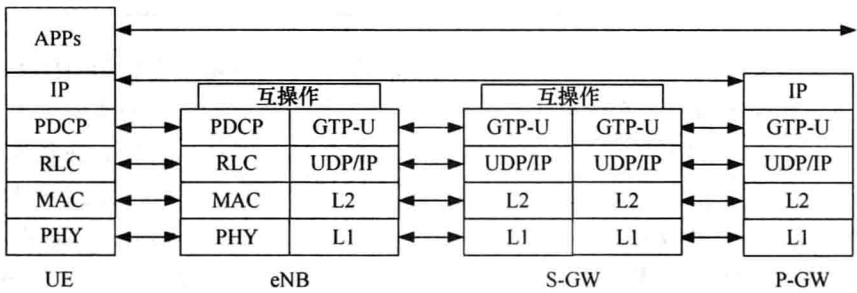 APPs
IP 互操作 互操作 IP
PDCP PDCP GTP-U GTP-U GTP-U GTP-U
RLC RLC UDP/IP UDP/IP UDP/IP UDP/IP
MAC MAC L2 L2 L2 L2
PHY PHY L1 L1 L1 L1
UE eNB S-GW P-GW